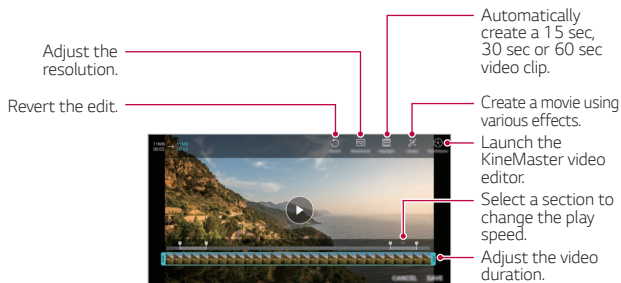 Adjust the
resolution.
Revert the edit.
Automatically
create a 15 sec,
30 sec or 60 sec
video clip.
Create a movie using
various effects.
Launch the
KineMaster video
editor.
Select a section to
change the play
speed.
Adjust the video
duration.
CANCEL SAVE